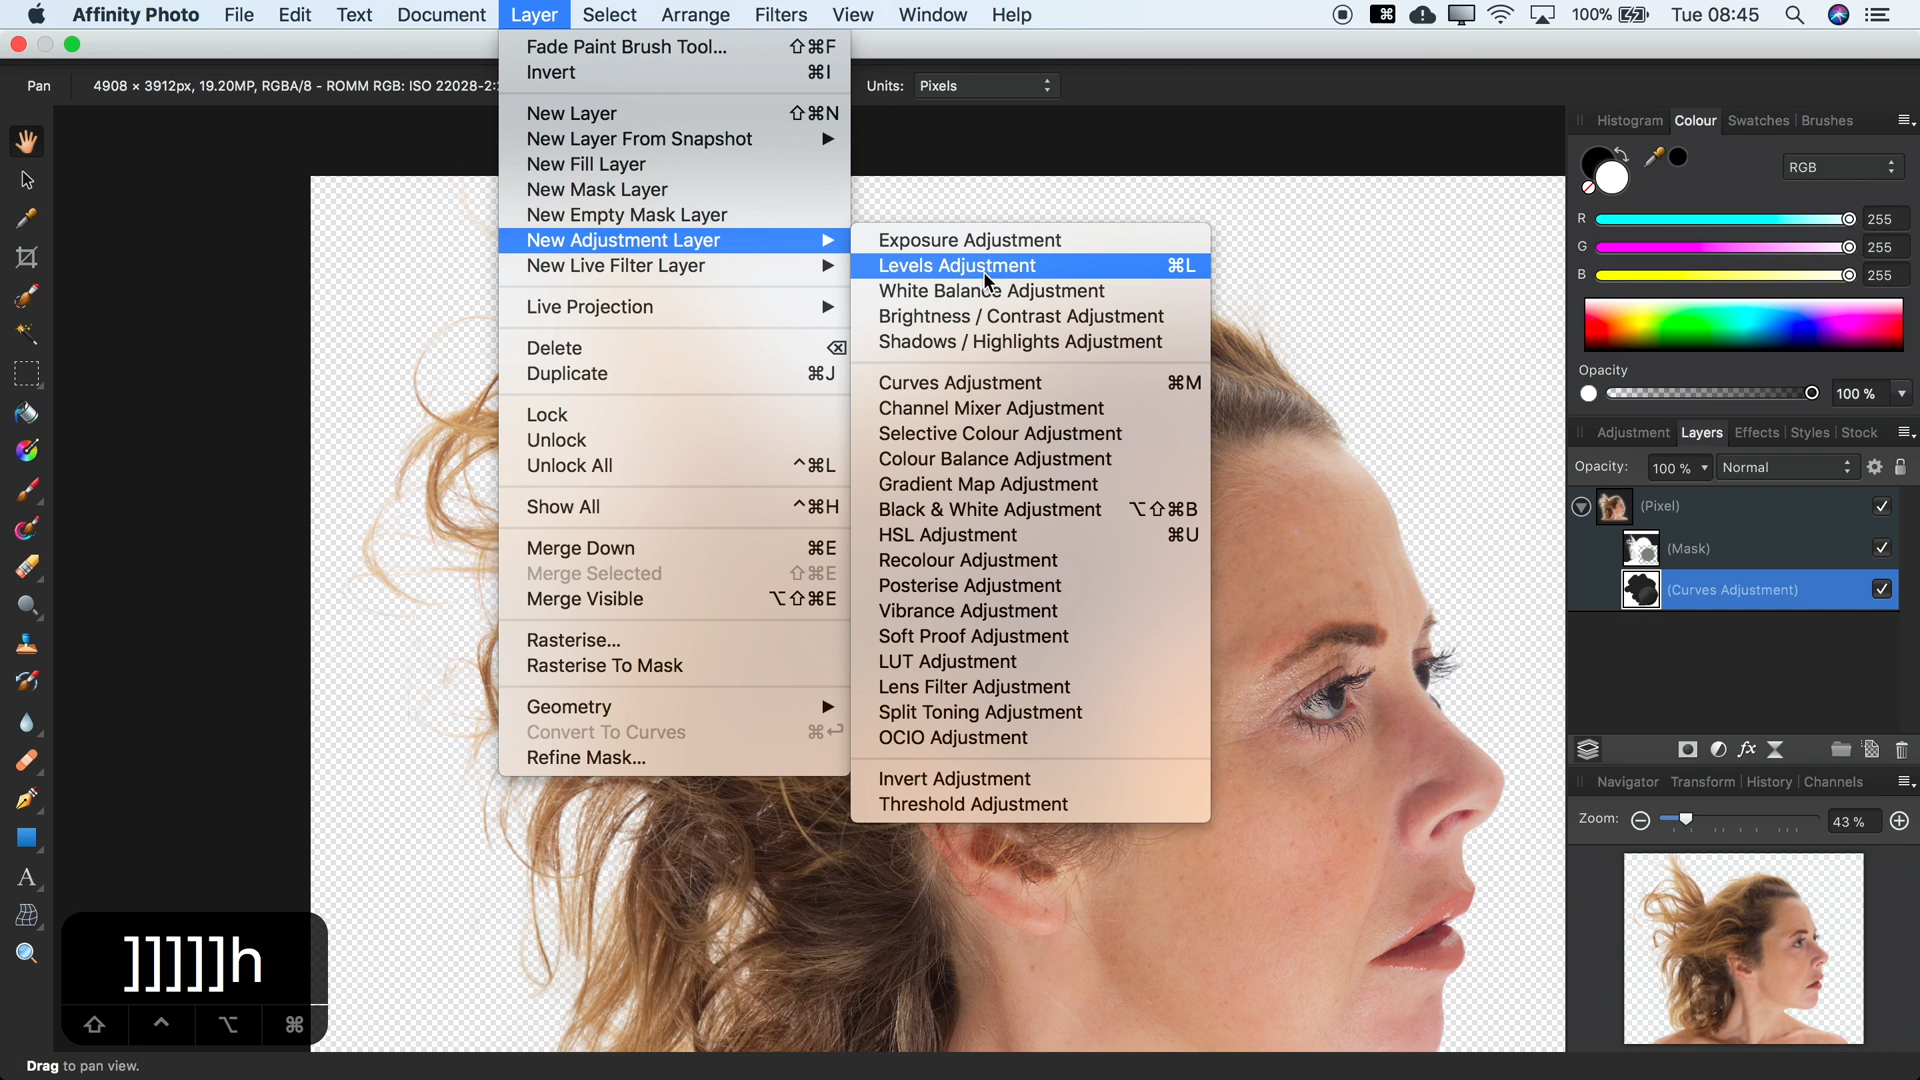 Affinity Photo File Edit Text Document Layer Select Arrange Filters View Window Help 100% Tue 08:45
Pan 4908 × 3912px, 19.20MP, RGBA/8 - ROMM RGB: ISO 22028-2: Units: Pixels
Fade Paint Brush Tool... ⇧⌘F
Invert ⌘I
New Layer ⇧⌘N
New Layer From Snapshot
New Fill Layer
New Mask Layer
New Empty Mask Layer
New Adjustment Layer
New Live Filter Layer
Live Projection
Delete ⌫
Duplicate ⌘J
Lock
Unlock
Unlock All ^⌘L
Show All ^⌘H
Merge Down ⌘E
Merge Selected ⇧⌘E
Merge Visible ⌥⇧⌘E
Rasterise...
Rasterise To Mask
Geometry
Convert To Curves ⌘↩
Refine Mask...
Exposure Adjustment
Levels Adjustment ⌘L
White Balance Adjustment
Brightness / Contrast Adjustment
Shadows / Highlights Adjustment
Curves Adjustment ⌘M
Channel Mixer Adjustment
Selective Colour Adjustment
Colour Balance Adjustment
Gradient Map Adjustment
Black & White Adjustment ⌥⇧⌘B
HSL Adjustment ⌘U
Recolour Adjustment
Posterise Adjustment
Vibrance Adjustment
Soft Proof Adjustment
LUT Adjustment
Lens Filter Adjustment
Split Toning Adjustment
OCIO Adjustment
Invert Adjustment
Threshold Adjustment
Histogram Colour Swatches Brushes
RGB
R 255
G 255
B 255
Opacity
100 %
Adjustment Layers Effects Styles Stock
Opacity: 100 % Normal
(Pixel)
(Mask)
(Curves Adjustment)
fx
Navigator Transform History Channels
Zoom: 43 %
A
]]]]]h
⇧ ^ ⌥ ⌘
Drag to pan view.